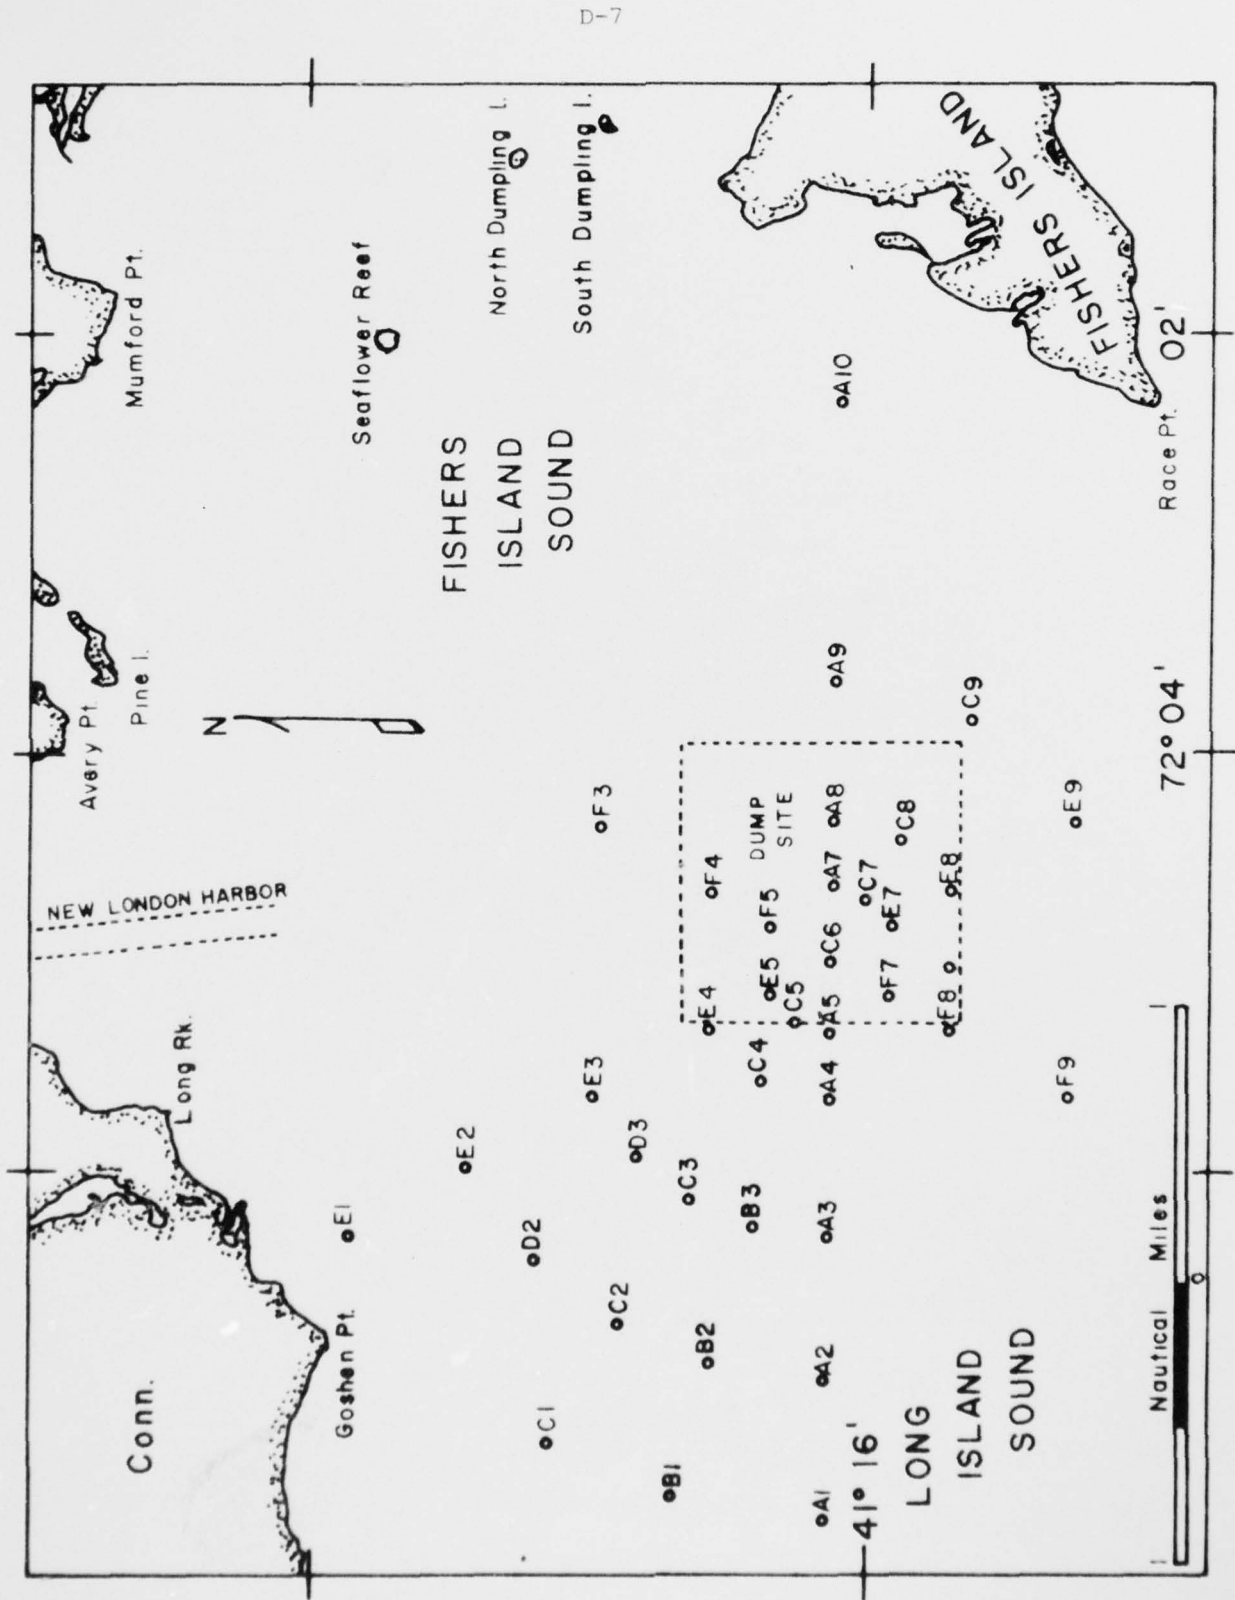 D-7
Conn.
Goshen Pt.
Long Rk.
NEW LONDON HARBOR
Avery Pt.
Pine I.
Mumford Pt.
Seaflower Reef
North Dumpling I.
South Dumpling I.
FISHERS
ISLAND
SOUND
N
FISHERS ISLAND
Race Pt.
02'
72° 04'
41° 16'
LONG
ISLAND
SOUND
DUMP
SITE
E1
E2
E3
E4
E5
E7
E8
E9
F3
F4
F5
F7
F8
F9
D2
D3
C1
C2
C3
C4
C5
C6
C7
C8
C9
B1
B2
B3
A1
A2
A3
A4
A5
A7
A8
A9
A10
Nautical Miles
1
0
1